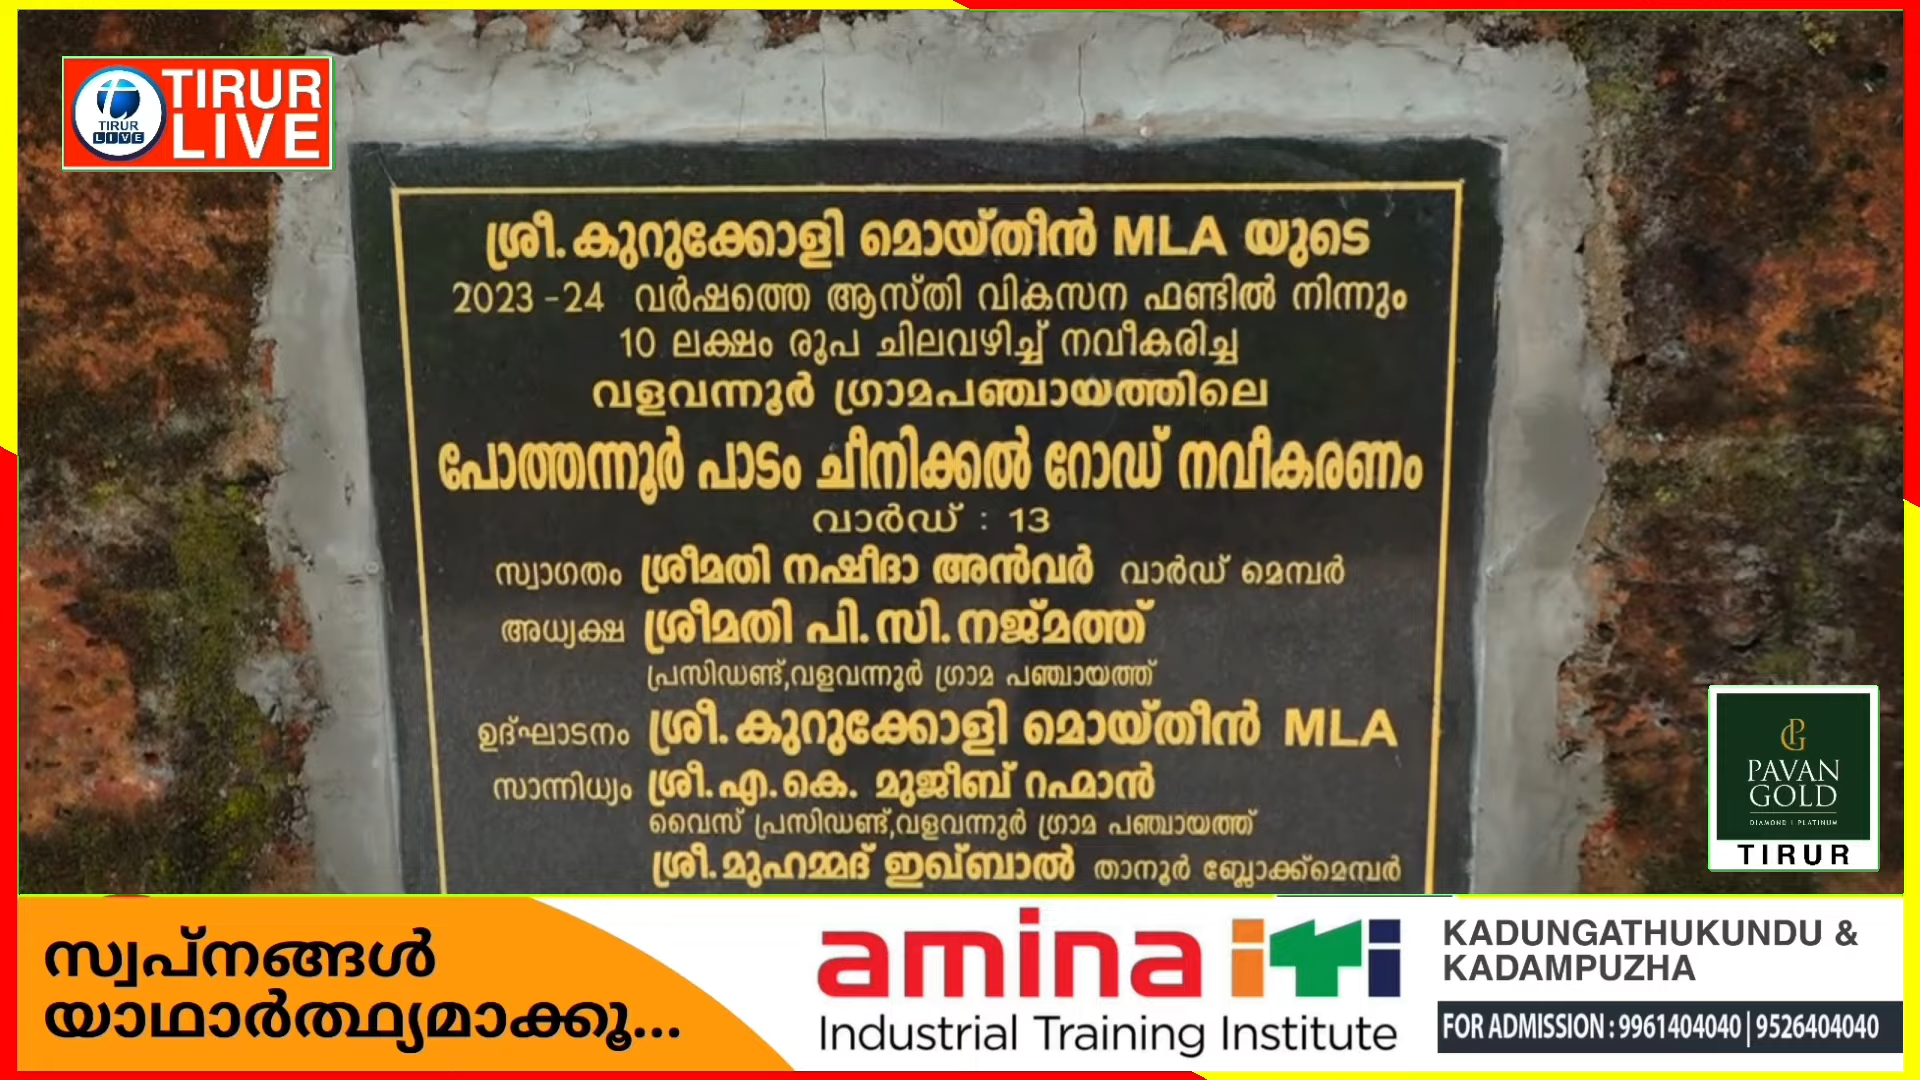 TIRUR
LIVE
TIRUR
LIVE
ശ്രീ.കുറുക്കോളി മൊയ്തീൻ MLA യുടെ
2023-24 വർഷത്തെ ആസ്തി വികസന ഫണ്ടിൽ നിന്നും
10 ലക്ഷം രൂപ ചിലവഴിച്ച് നവീകരിച്ച
വളവന്നൂർ ഗ്രാമപഞ്ചായത്തിലെ
പോത്തന്നൂർ പാടം ചീനിക്കൽ റോഡ് നവീകരണം
വാർഡ് : 13
സ്വാഗതം ശ്രീമതി നഷീദാ അൻവർ വാർഡ് മെമ്പർ
അധ്യക്ഷ ശ്രീമതി പി.സി.നജ്മത്ത്
പ്രസിഡണ്ട്,വളവന്നൂർ ഗ്രാമ പഞ്ചായത്ത്
ഉദ്ഘാടനം ശ്രീ.കുറുക്കോളി മൊയ്തീൻ MLA
സാന്നിധ്യം ശ്രീ.എ.കെ. മുജീബ് റഹ്മാൻ
വൈസ് പ്രസിഡണ്ട്,വളവന്നൂർ ഗ്രാമ പഞ്ചായത്ത്
ശ്രീ.മുഹമ്മദ് ഇഖ്ബാൽ താനൂർ ബ്ലോക്ക്മെമ്പർ
PG
PAVAN
GOLD
DIAMOND | PLATINUM
TIRUR
സ്വപ്നങ്ങൾ
യാഥാർത്ഥ്യമാക്കൂ...
amina iTi
Industrial Training Institute
KADUNGATHUKUNDU &
KADAMPUZHA
FOR ADMISSION : 9961404040 | 9526404040